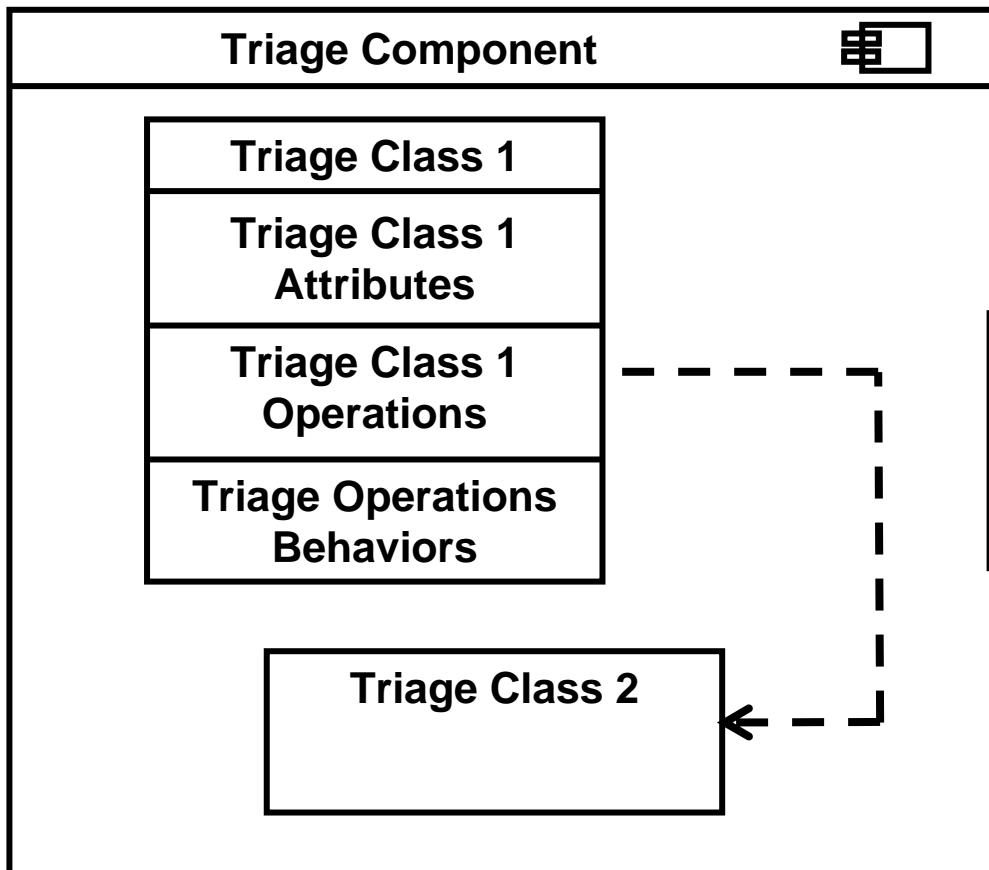 Triage Component
Triage Class 1
Triage Class 1
Attributes
Triage Class 1
Operations
Triage Operations
Behaviors
Triage Class 2